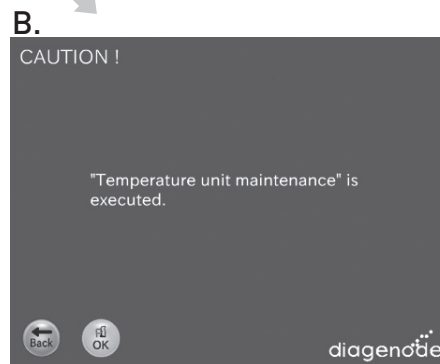 B.
CAUTION !
"Temperature unit maintenance" is
executed.
Back
OK
diagenode